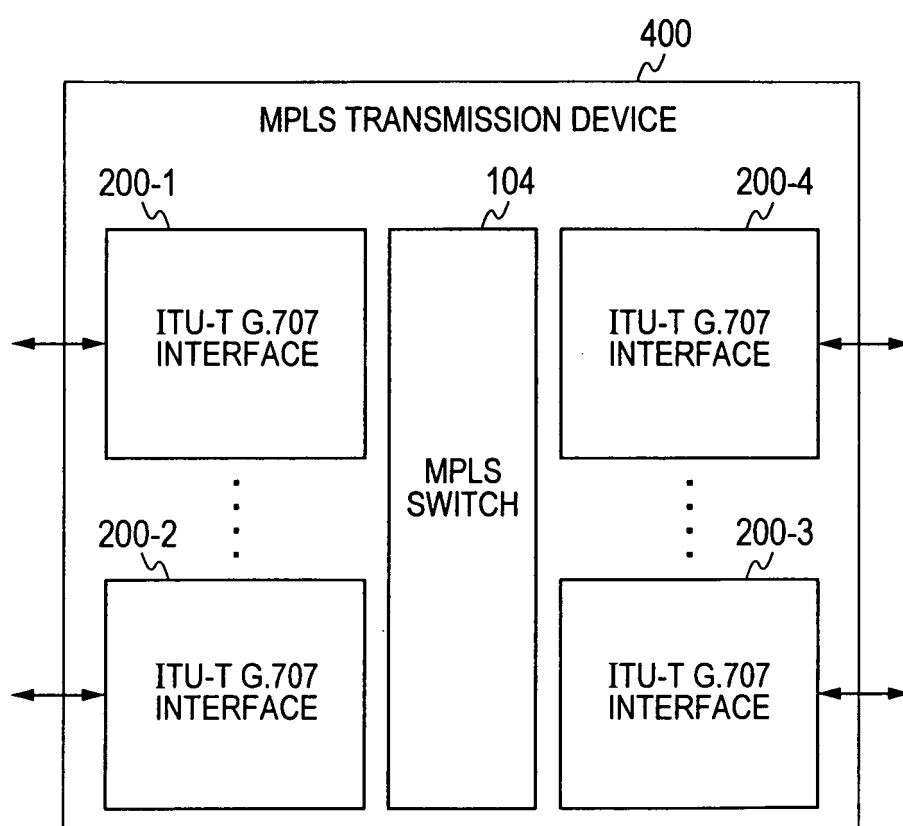 400
MPLS TRANSMISSION DEVICE
200-1
104
200-4
ITU-T G.707
INTERFACE
ITU-T G.707
INTERFACE
MPLS
SWITCH
200-2
200-3
ITU-T G.707
INTERFACE
ITU-T G.707
INTERFACE